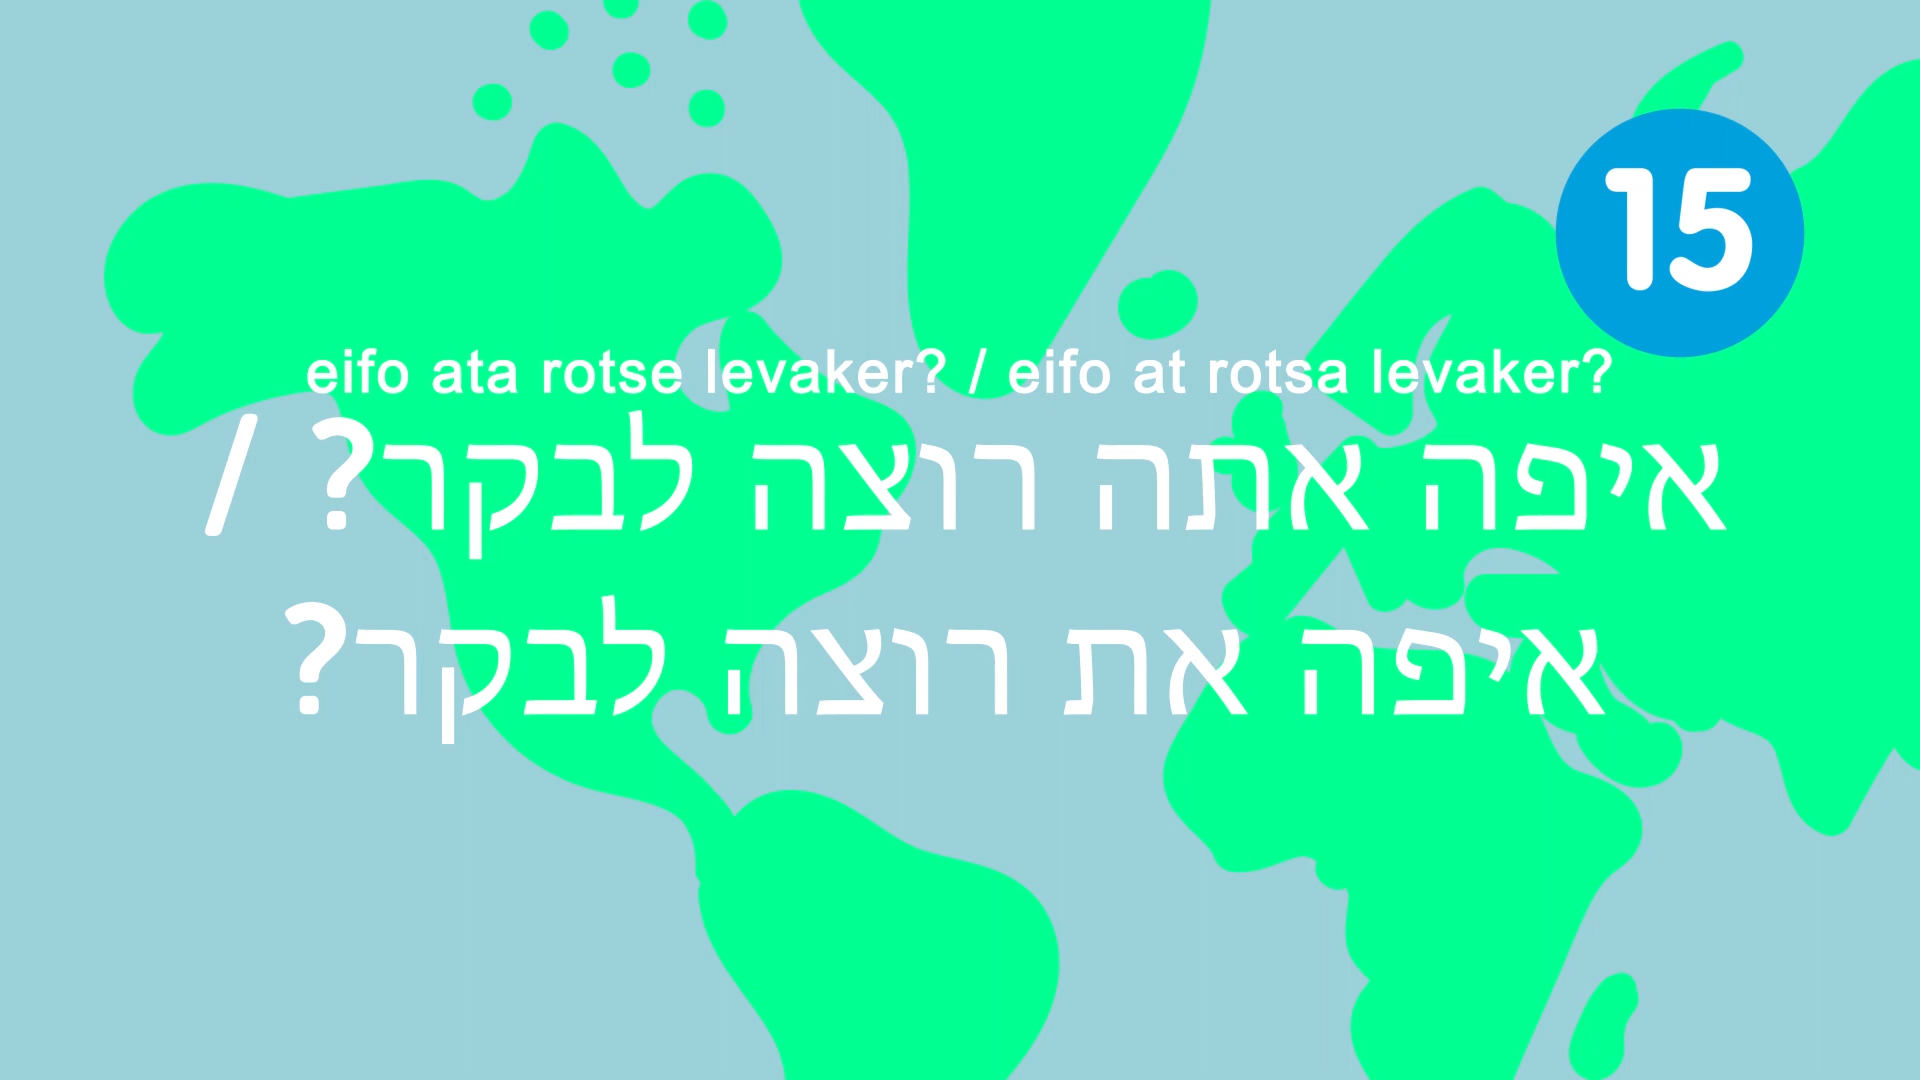 15
eifo ata rotse levaker? / eifo at rotsa levaker?
איפה אתה רוצה לבקר? /
איפה את רוצה לבקר?